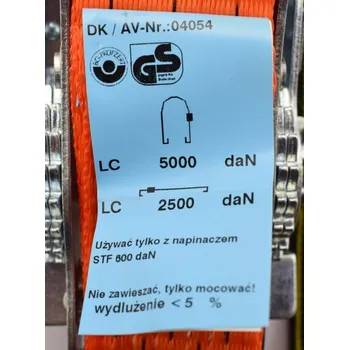 DK / AV-Nr.:04054
GS
LC 5000 daN
LC 2500 daN
Używać tylko z napinaczem
STF 600 daN
Nie zawieszać, tylko mocować!
wydlużenie < 5 %